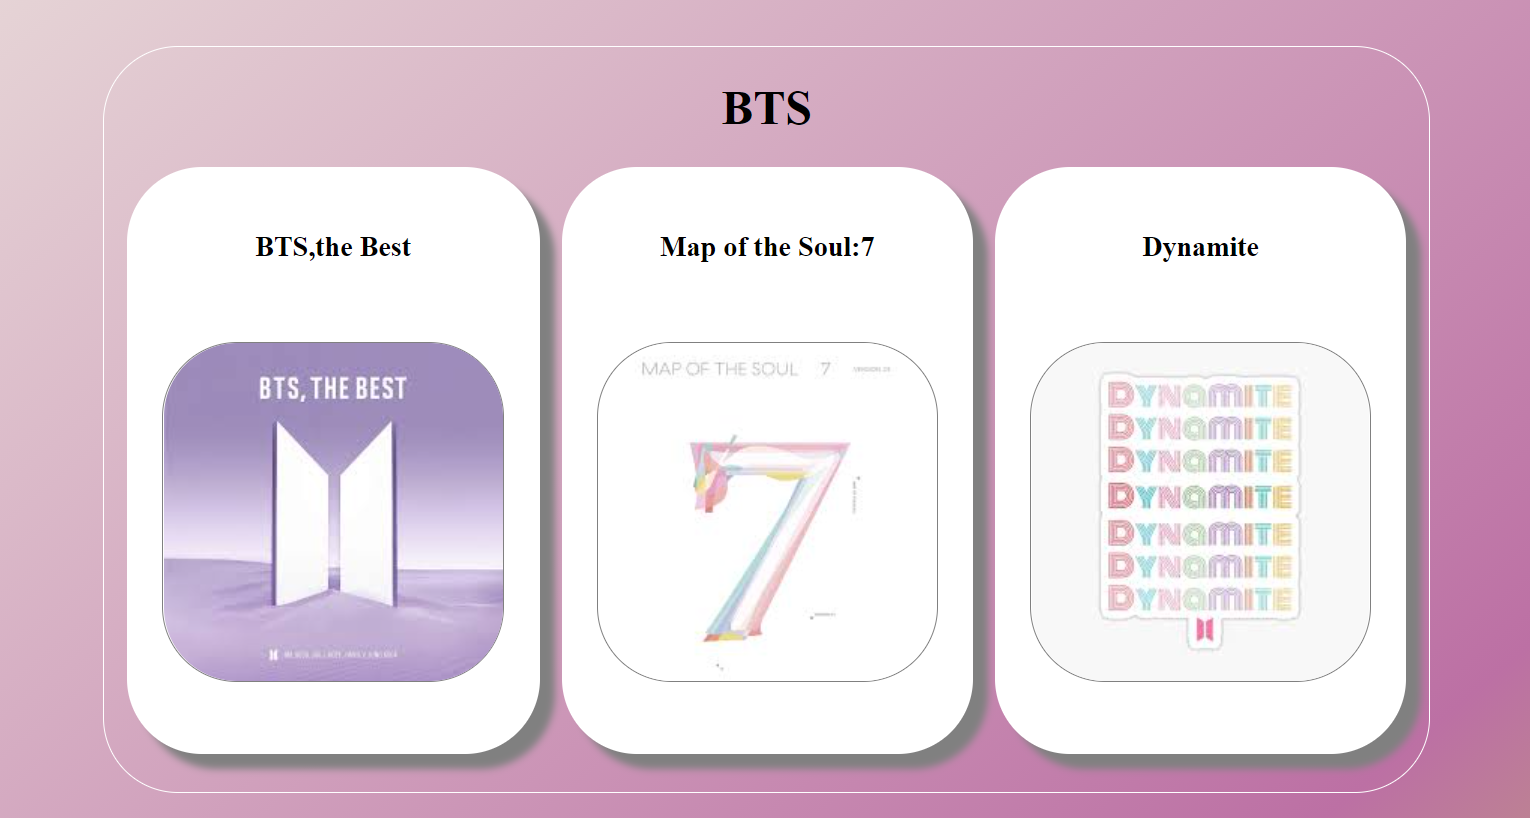 BTS
BTS,the Best
Map of the Soul:7
Dynamite
BTS, THE BEST
MAP OF THE SOUL 7
DYNAMITE
DYNAMITE
DYNAMITE
DYNAMITE
DYNAMITE
DYNAMITE
DYNAMITE